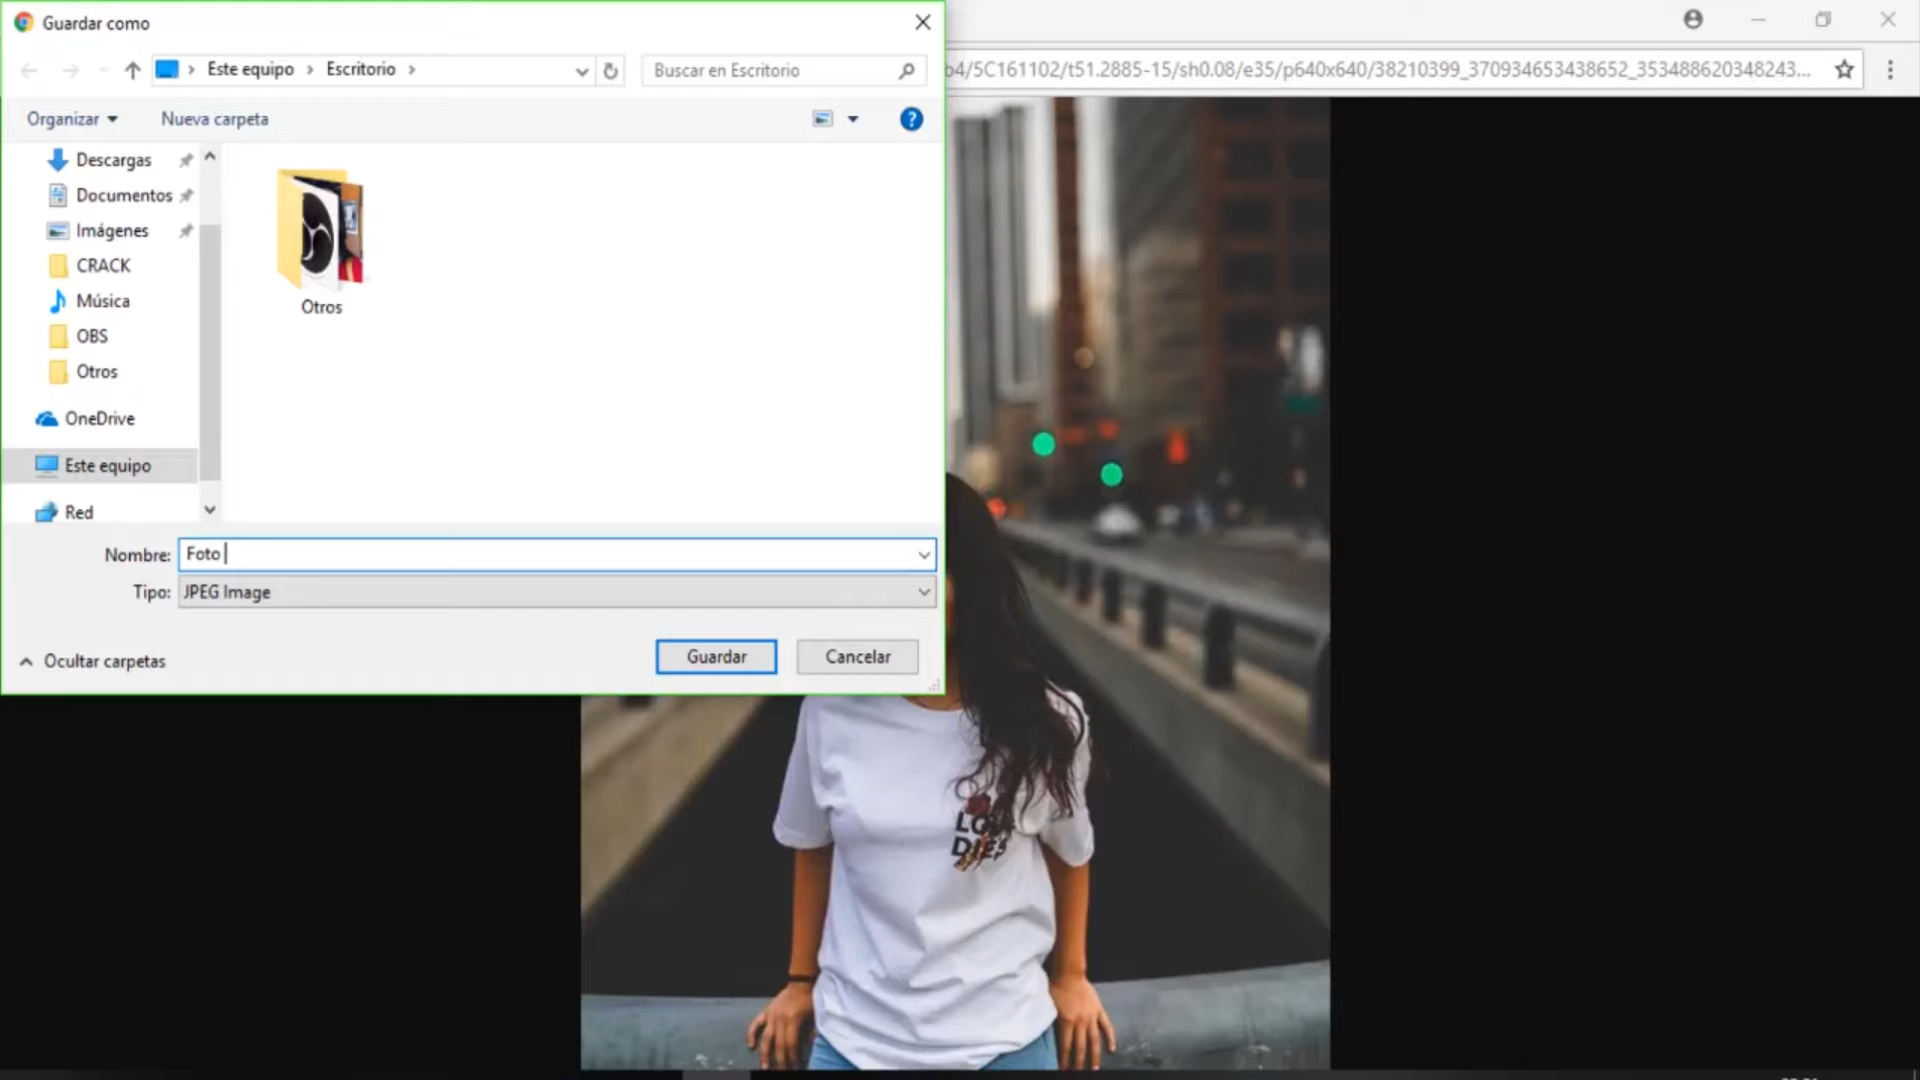 Guardar como
Este equipo > Escritorio >
Buscar en Escritorio
b4/5C161102/t51.2885-15/sh0.08/e35/p640x640/38210399_370934653438652_353488620348243...
Organizar
Nueva carpeta
?
Descargas
Documentos
Imágenes
CRACK
Música
OBS
Otros
OneDrive
Este equipo
Red
Otros
Nombre: Foto
Tipo: JPEG Image
Ocultar carpetas
Guardar
Cancelar
DIES